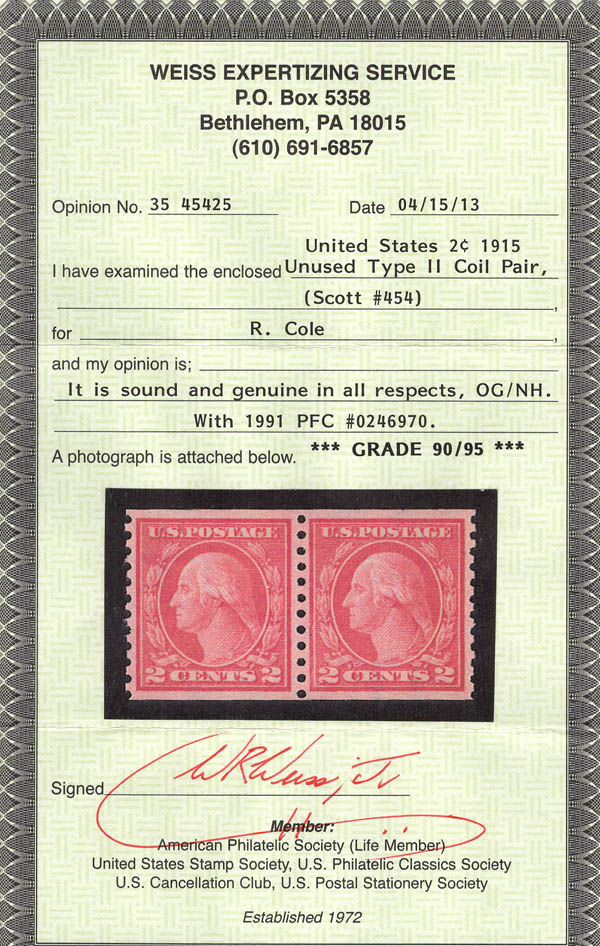 WEISS EXPERTIZING SERVICE
P.O. Box 5358
Bethlehem, PA 18015
(610) 691-6857
Opinion No. 35 45425 Date 04/15/13
United States 2¢ 1915
I have examined the enclosed Unused Type II Coil Pair,
(Scott #454),
for R. Cole,
and my opinion is;
It is sound and genuine in all respects, OG/NH.
With 1991 PFC #0246970.
A photograph is attached below. *** GRADE 90/95 ***
U.S. POSTAGE U.S. POSTAGE
2 CENTS 2 2 CENTS 2
Signed WRWeiss, Jr
Member:
American Philatelic Society (Life Member)
United States Stamp Society, U.S. Philatelic Classics Society
U.S. Cancellation Club, U.S. Postal Stationery Society
Established 1972